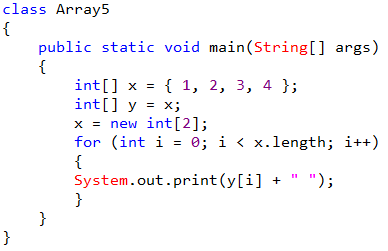 class Array5
{
    public static void main(String[] args)
    {
        int[] x = { 1, 2, 3, 4 };
        int[] y = x;
        x = new int[2];
        for (int i = 0; i < x.length; i++)
        {
        System.out.print(y[i] + " ");
        }
    }
}